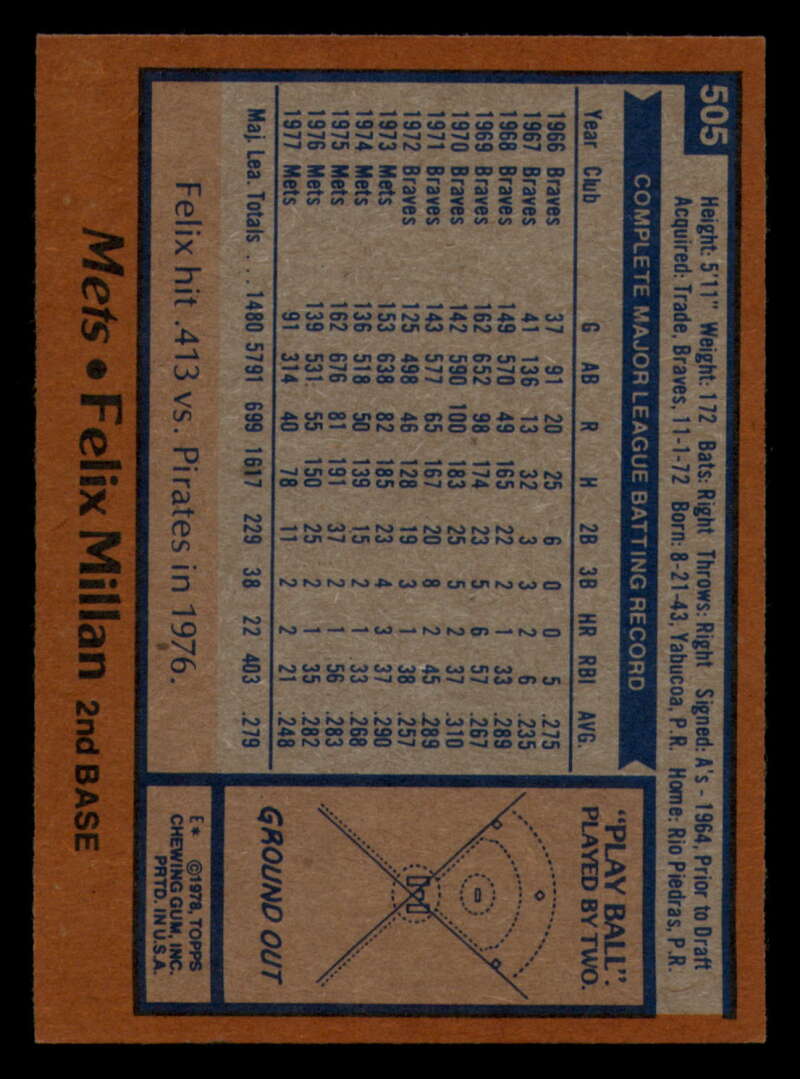 505
Height: 5'11" Weight: 172 Bats: Right Throws: Right Signed: A's - 1964, Prior to Draft
Acquired: Trade, Braves, 11-1-72 Born: 8-21-43, Yabucoa, P.R. Home: Rio Piedras, P.R.
COMPLETE MAJOR LEAGUE BATTING RECORD
Year Club G AB R H 2B 3B HR RBI AVG.
1966 Braves 37 91 20 25 6 0 0 5 .275
1967 Braves 41 136 13 32 3 3 2 6 .235
1968 Braves 149 570 49 165 22 2 1 33 .289
1969 Braves 162 652 98 174 23 5 6 57 .267
1970 Braves 142 590 100 183 25 5 2 37 .310
1971 Braves 143 577 65 167 20 8 2 45 .289
1972 Braves 125 498 46 128 19 3 1 38 .257
1973 Mets 153 638 82 185 23 4 3 37 .290
1974 Mets 136 518 50 139 15 2 1 33 .268
1975 Mets 162 676 81 191 37 2 1 56 .283
1976 Mets 139 531 55 150 25 2 1 35 .282
1977 Mets 91 314 40 78 11 2 2 21 .248
Maj. Lea. Totals . . . 1480 5791 699 1617 229 38 22 403 .279
Felix hit .413 vs. Pirates in 1976.
"PLAY BALL".
PLAYED BY TWO.
GROUND OUT
E* ©1978, TOPPS
CHEWING GUM, INC.
PRTD. IN U.S.A.
Mets • Felix Millan 2nd BASE